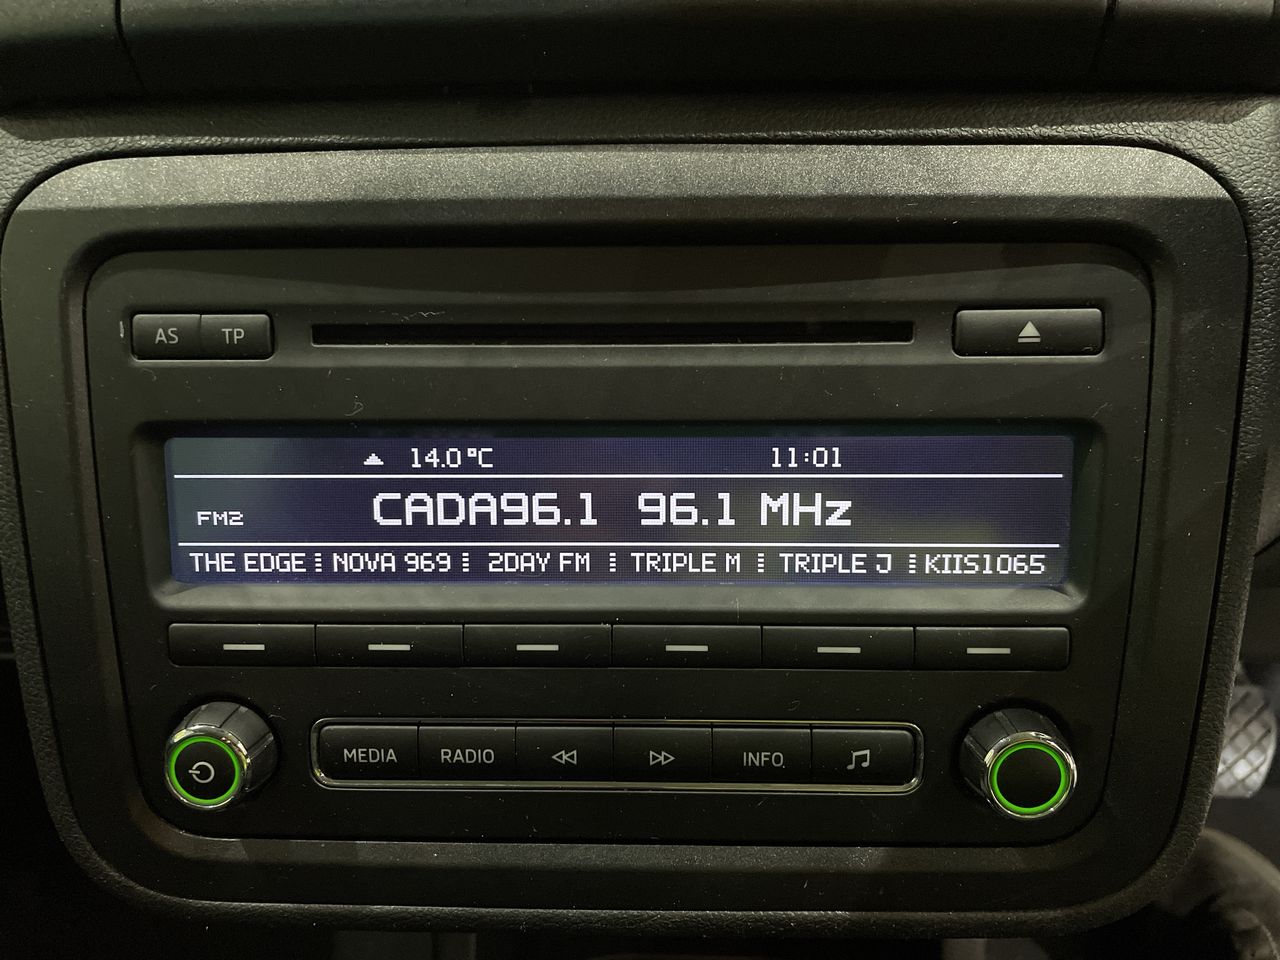 AS TP
14.0°C 11:01
FM2 CADA96.1 96.1 MHz
THE EDGE NOVA 969 2DAY FM TRIPLE M TRIPLE J KIIS1065
MEDIA RADIO INFO